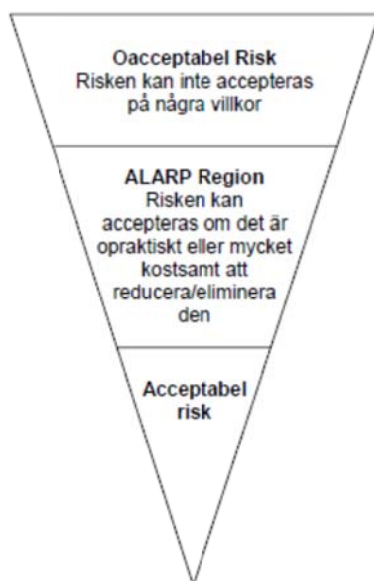 Oacceptabel Risk
Risken kan inte accepteras
på några villkor
ALARP Region
Risken kan
accepteras om det är
opraktiskt eller mycket
kostsamt att
reducera/eliminera
den
Acceptabel
risk